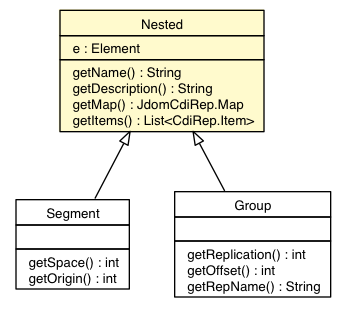 Nested
e : Element
getName() : String
getDescription() : String
getMap() : JdomCdiRep.Map
getItems() : List<CdiRep.Item>
Segment
getSpace() : int
getOrigin() : int
Group
getReplication() : int
getOffset() : int
getRepName() : String